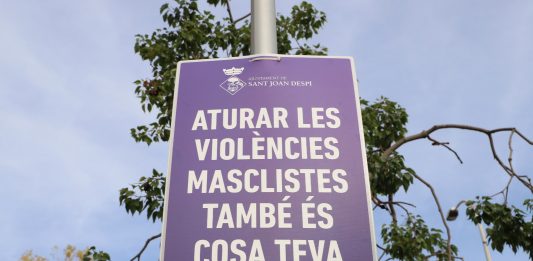 AJUNTAMENT DE
SANT JOAN DESPÍ
ATURAR LES
VIOLÈNCIES
MASCLISTES
TAMBÉ ÉS
COSA TEVA